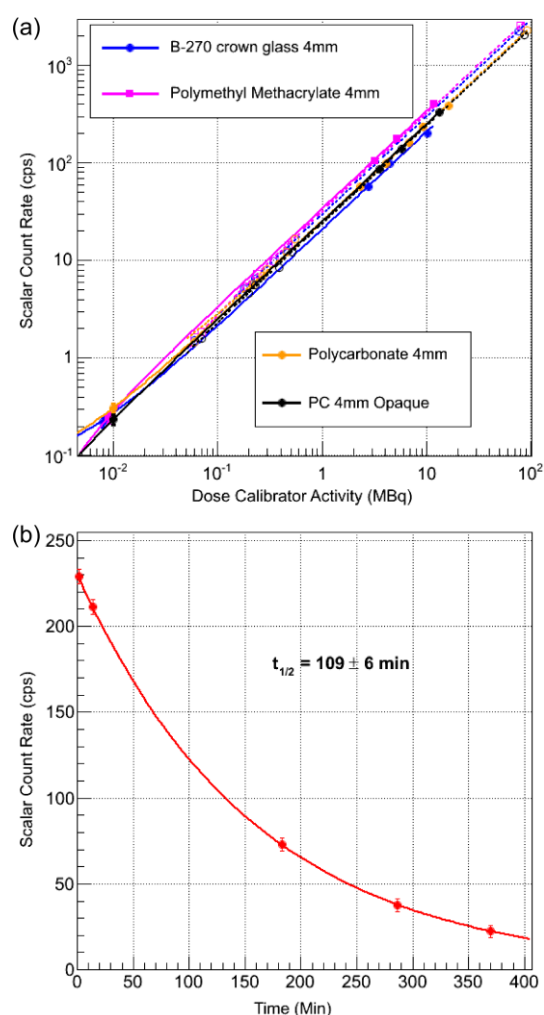 (a)
B-270 crown glass 4mm
Polymethyl Methacrylate 4mm
10³
10²
10
1
10⁻¹
Scalar Count Rate (cps)
Polycarbonate 4mm
PC 4mm Opaque
10⁻² 10⁻¹ 1 10 10²
Dose Calibrator Activity (MBq)
(b)
250
200
150
100
50
0
Scalar Count Rate (cps)
t₁/₂ = 109 ± 6 min
0 50 100 150 200 250 300 350 400
Time (Min)